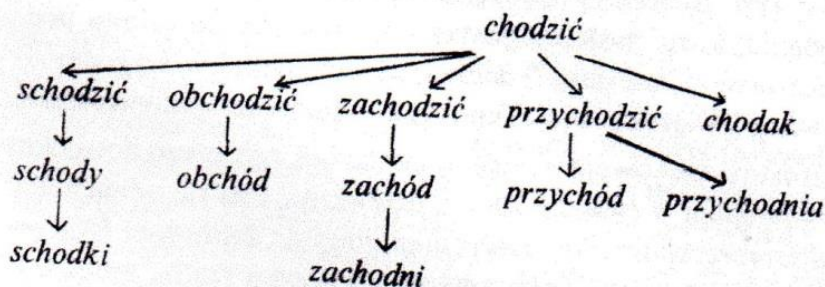 chodzić
schodzić obchodzić zachodzić przychodzić chodak
schody obchód zachód przychód przychodnia
schodki zachodni